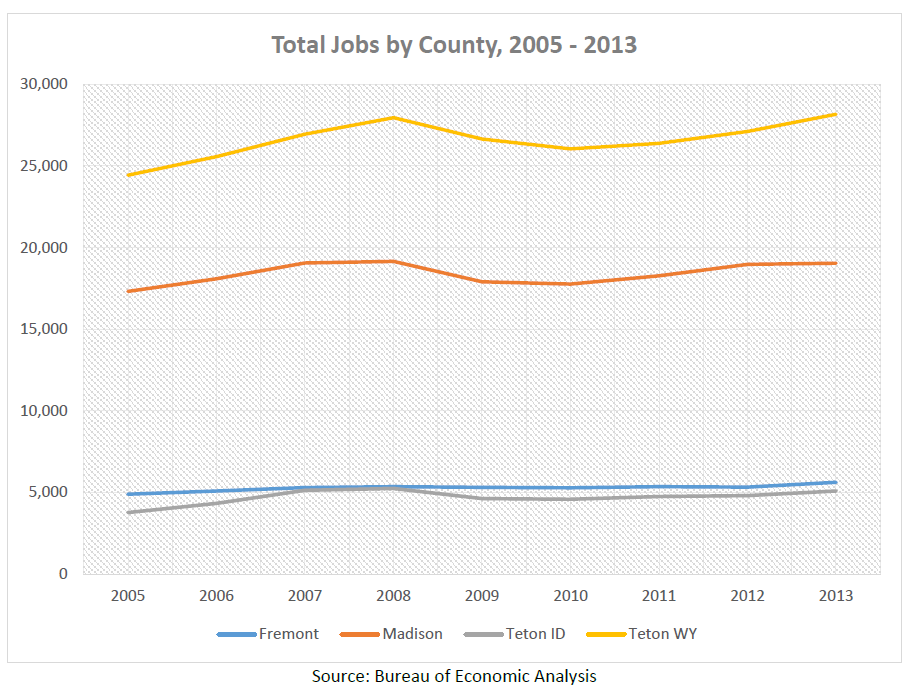 Total Jobs by County, 2005 - 2013
30,000
25,000
20,000
15,000
10,000
5,000
0
2005 2006 2007 2008 2009 2010 2011 2012 2013
Fremont Madison Teton ID Teton WY
Source: Bureau of Economic Analysis